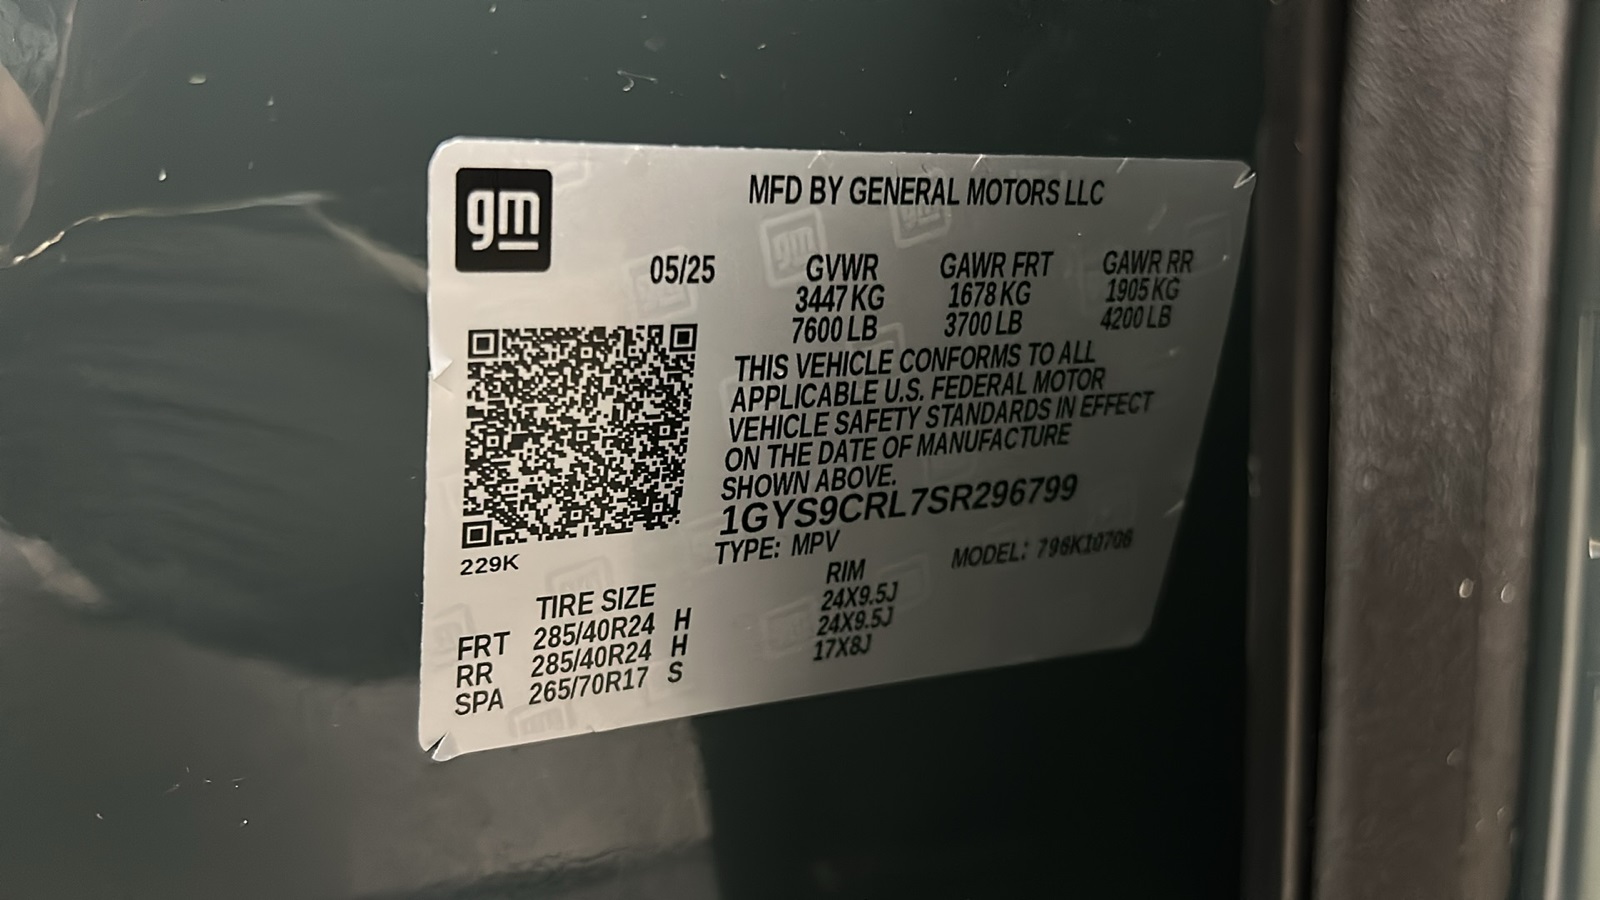 gm
MFD BY GENERAL MOTORS LLC
05/25 GVWR GAWR FRT GAWR RR
3447 KG 1678 KG 1905 KG
7600 LB 3700 LB 4200 LB
THIS VEHICLE CONFORMS TO ALL
APPLICABLE U.S. FEDERAL MOTOR
VEHICLE SAFETY STANDARDS IN EFFECT
ON THE DATE OF MANUFACTURE
SHOWN ABOVE.
1GYS9CRL7SR296799
TYPE: MPV MODEL:
229K
TIRE SIZE RIM
FRT 285/40R24 H 24X9.5J
RR 285/40R24 H 24X9.5J
SPA 265/70R17 S 17X8J